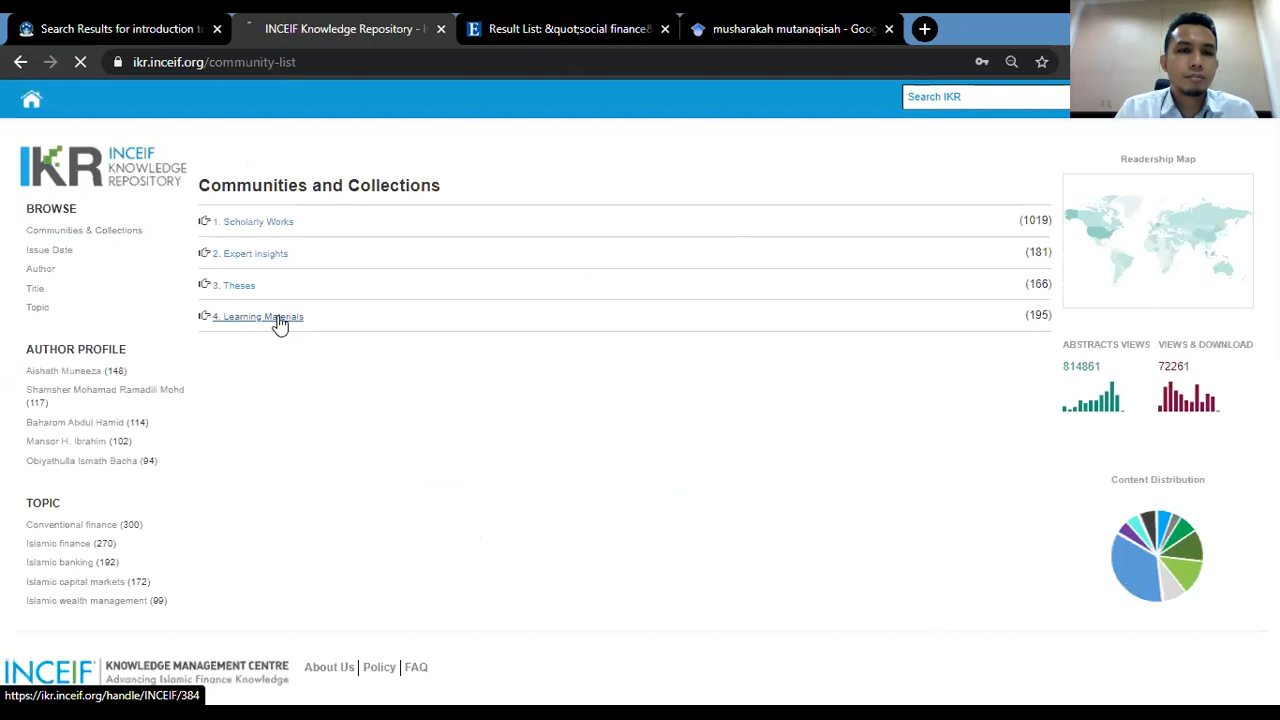 Search Results for introduction to
INCEIF Knowledge Repository - I
Result List: &quot;social finance&
musharakah mutanaqisah - Goo
ikr.inceif.org/community-list
Search IKR
IKR INCEIF KNOWLEDGE REPOSITORY
Communities and Collections
1. Scholarly Works (1019)
2. Expert Insights (181)
3. Theses (166)
4. Learning Materials (195)
BROWSE
Communities & Collections
Issue Date
Author
Title
Topic
AUTHOR PROFILE
Aishath Muneeza (148)
Shamsher Mohamad Ramadili Mohd
(117)
Baharom Abdul Hamid (114)
Mansor H. Ibrahim (102)
Obiyathulla Ismath Bacha (94)
TOPIC
Conventional finance (300)
Islamic finance (270)
Islamic banking (192)
Islamic capital markets (172)
Islamic wealth management (99)
Readership Map
ABSTRACTS VIEWS VIEWS & DOWNLOAD
814861 72261
Content Distribution
INCEIF KNOWLEDGE MANAGEMENT CENTRE
Advancing Islamic Finance Knowledge
About Us Policy FAQ
https://ikr.inceif.org/handle/INCEIF/384